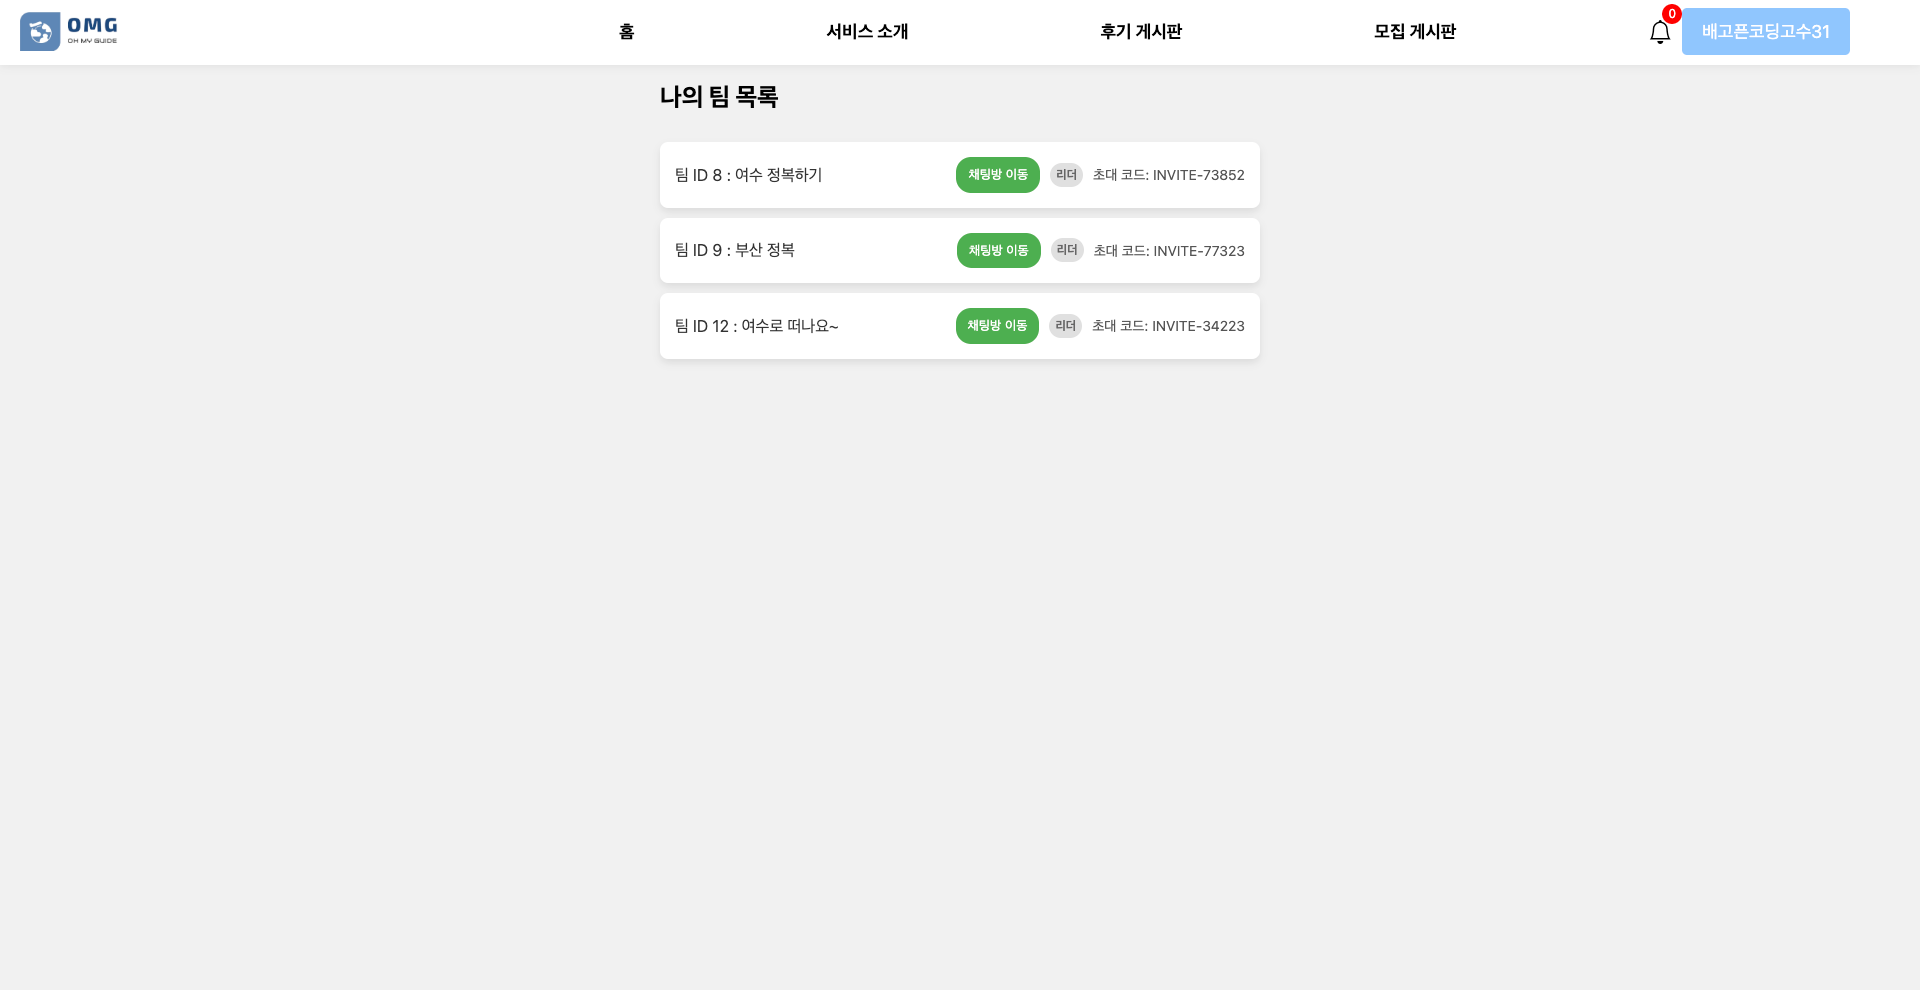 OMG
OH MY GUIDE
홈
서비스 소개
후기 게시판
모집 게시판
0
배고픈코딩고수31
나의 팀 목록
팀 ID 8 : 여수 정복하기
채팅방 이동
리더
초대 코드: INVITE-73852
팀 ID 9 : 부산 정복
채팅방 이동
리더
초대 코드: INVITE-77323
팀 ID 12 : 여수로 떠나요~
채팅방 이동
리더
초대 코드: INVITE-34223